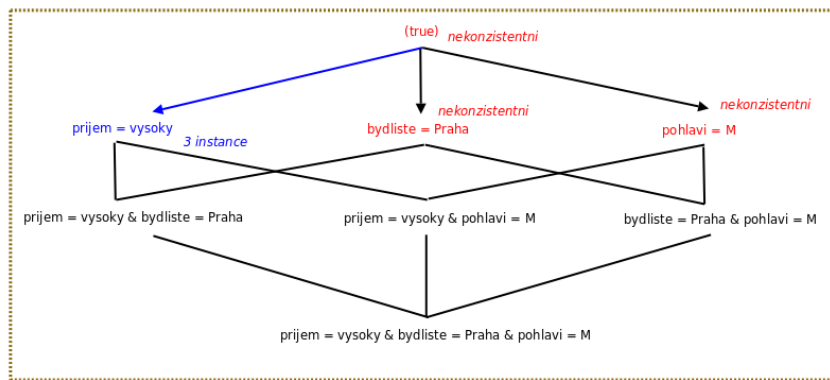 (true) nekonzistentni
nekonzistentni
nekonzistentni
prijem = vysoky
bydliste = Praha
pohlavi = M
3 instance
prijem = vysoky & bydliste = Praha
prijem = vysoky & pohlavi = M
bydliste = Praha & pohlavi = M
prijem = vysoky & bydliste = Praha & pohlavi = M